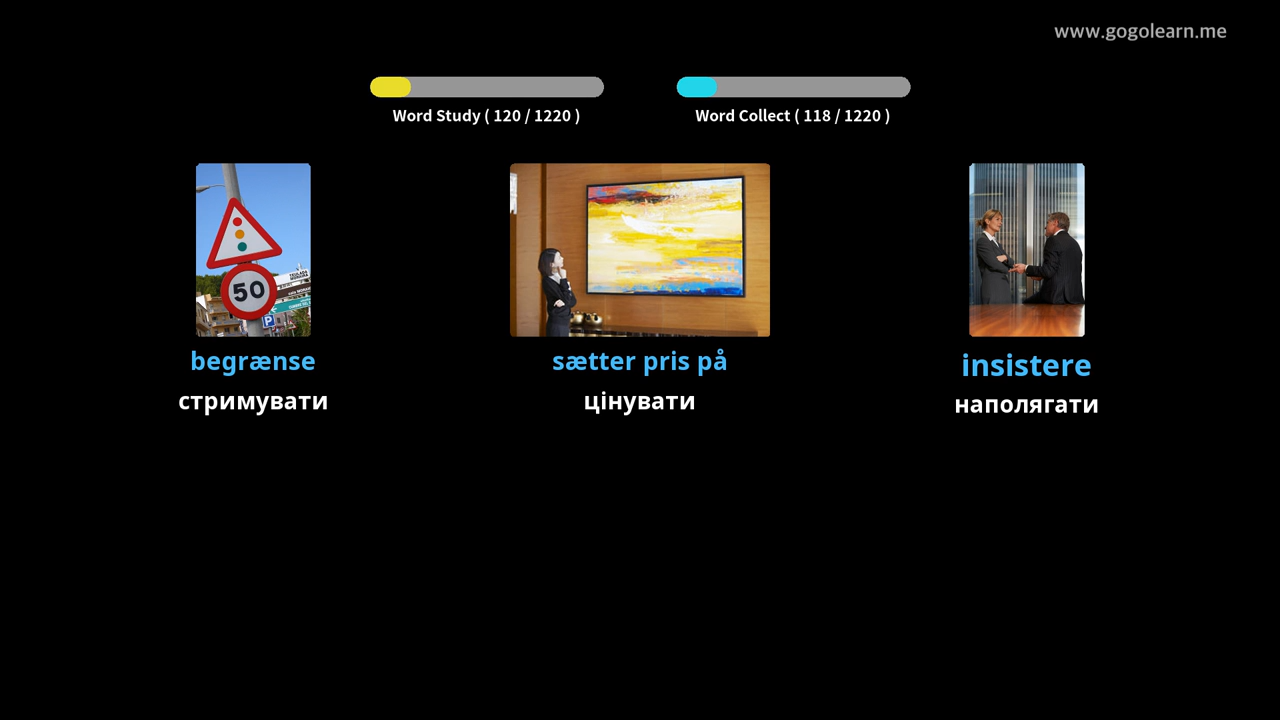 www.gogolearn.me
Word Study ( 120 / 1220 )
Word Collect ( 118 / 1220 )
50
P
begrænse
sætter pris på
insistere
стримувати
цінувати
наполягати